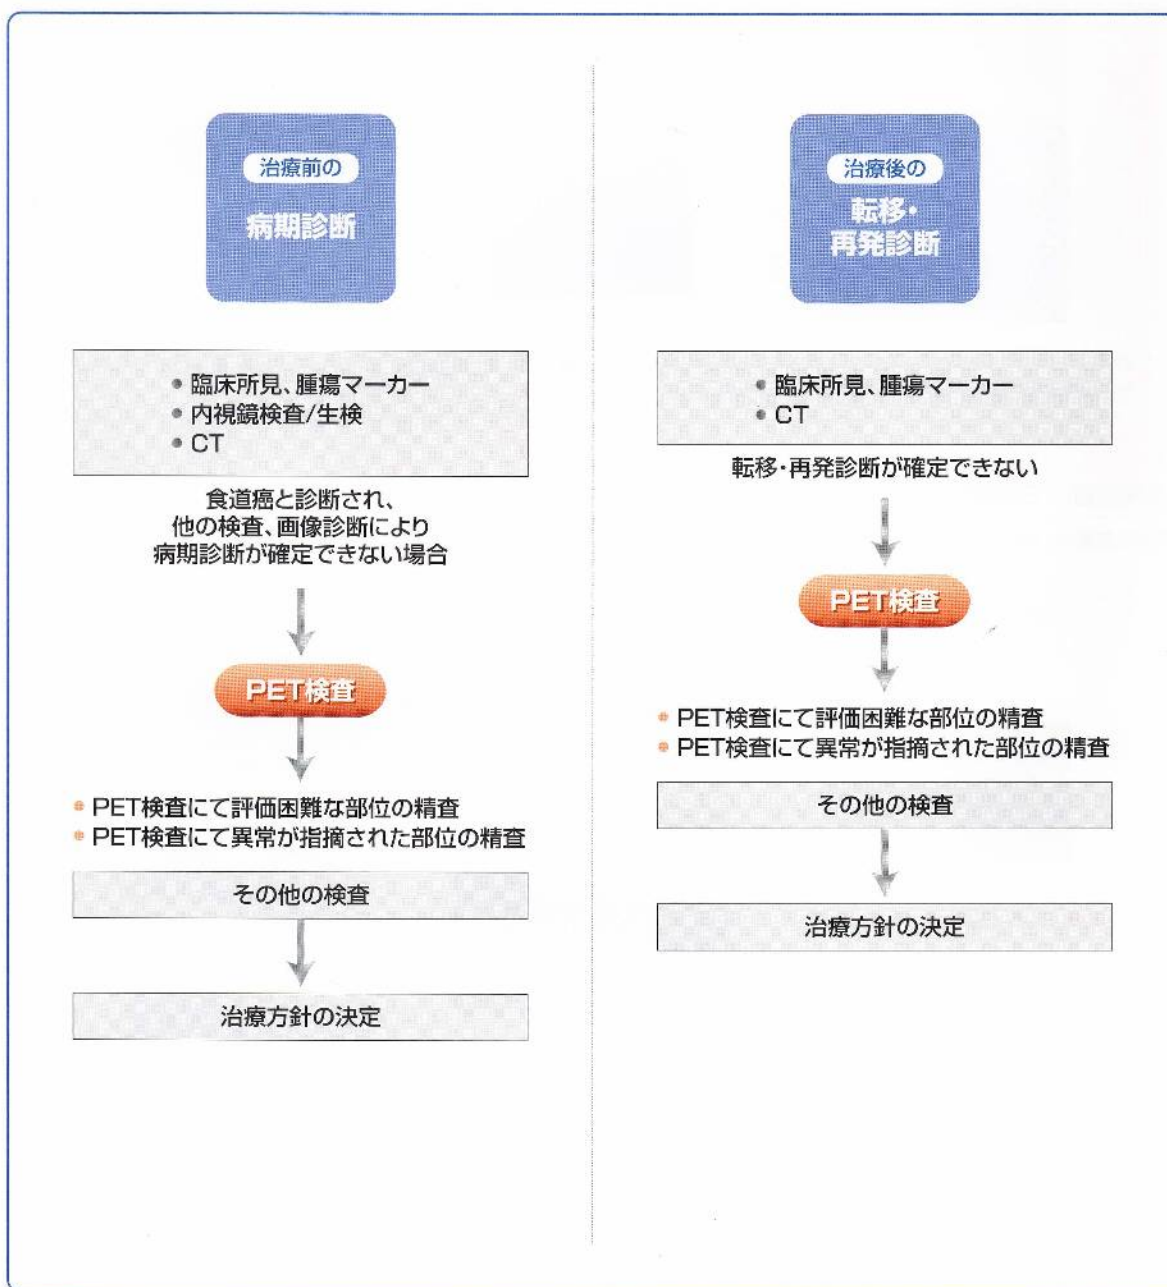 治療前の
病期診断
• 臨床所見、腫瘍マーカー
• 内視鏡検査/生検
• CT
食道癌と診断され、
他の検査、画像診断により
病期診断が確定できない場合
PET検査
• PET検査にて評価困難な部位の精査
• PET検査にて異常が指摘された部位の精査
その他の検査
治療方針の決定
治療後の
転移・
再発診断
• 臨床所見、腫瘍マーカー
• CT
転移・再発診断が確定できない
PET検査
• PET検査にて評価困難な部位の精査
• PET検査にて異常が指摘された部位の精査
その他の検査
治療方針の決定